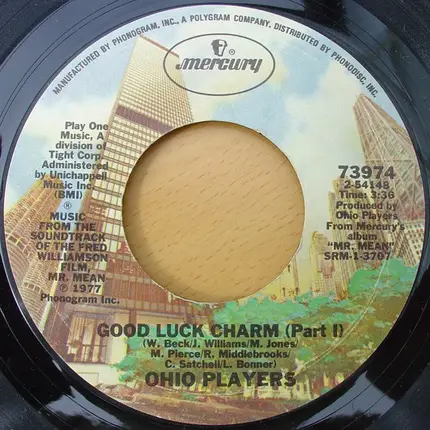 MANUFACTURED BY PHONOGRAM, INC., A POLYGRAM COMPANY. DISTRIBUTED BY PHONODISC, INC.
mercury
Play One
Music, A
division of
Tight Corp.
Administered
by Unichappell
Music Inc.
(BMI)
℗
MUSIC
FROM THE
SOUNDTRACK
OF THE FRED
WILLIAMSON
FILM,
MR. MEAN
℗ 1977
Phonogram Inc.
73974
2-54148
Time: 3:36
Produced by
Ohio Players
From Mercury's
album
"MR. MEAN"
SRM-1-3707
GOOD LUCK CHARM (Part I)
(W. Beck/J. Williams/M. Jones/
M. Pierce/R. Middlebrooks/
C. Satchell/L. Bonner)
OHIO PLAYERS